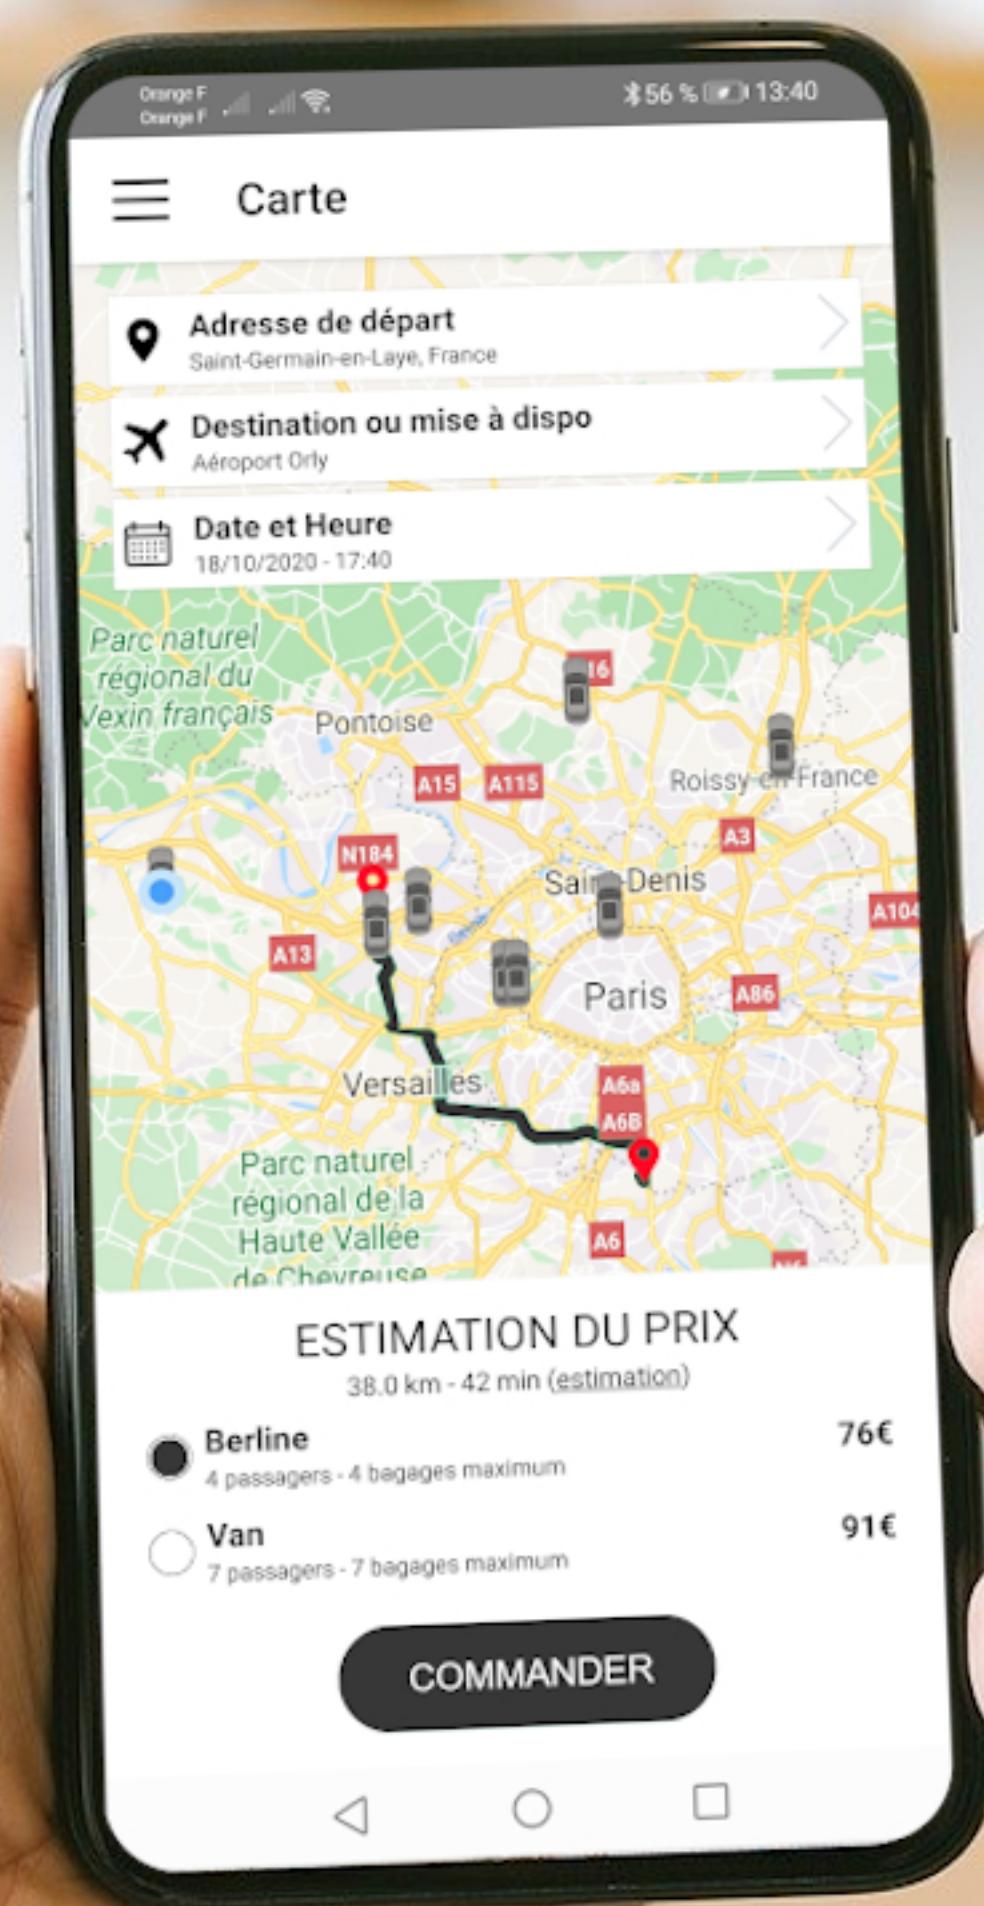 Orange F
Orange F
56 % 13:40
Carte
Adresse de départ
Saint-Germain-en-Laye, France
Destination ou mise à dispo
Aéroport Orly
Date et Heure
18/10/2020 - 17:40
Parc naturel
régional du
Vexin français
Pontoise
16
A15
A115
Roissy-en-France
A3
N184
Saint-Denis
A104
A13
Paris
A86
Versailles
A6a
A6B
Parc naturel
régional de la
Haute Vallée
de Chevreuse
A6
ESTIMATION DU PRIX
38.0 km - 42 min (estimation)
Berline
76€
4 passagers - 4 bagages maximum
Van
91€
7 passagers - 7 bagages maximum
COMMANDER